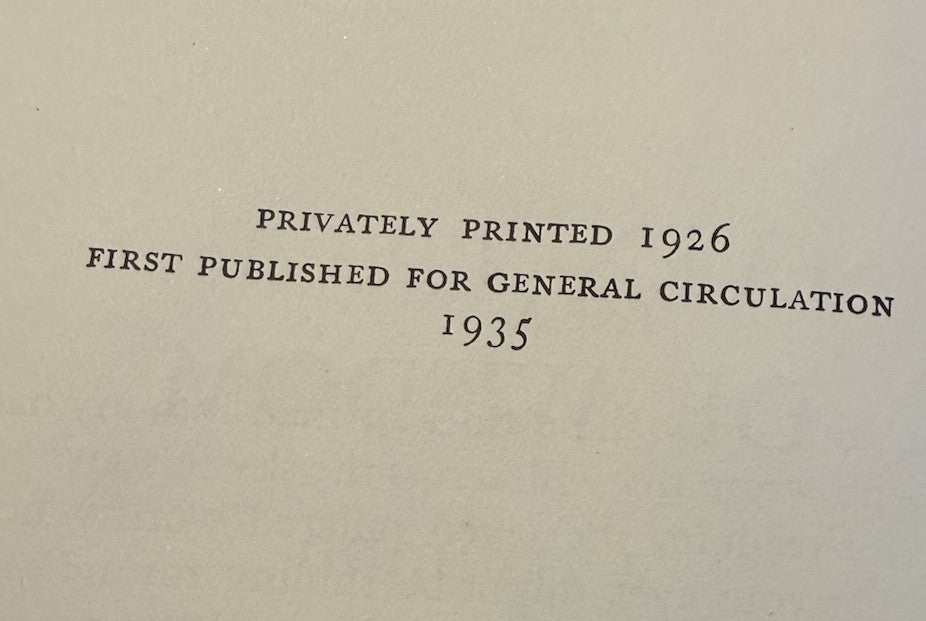 PRIVATELY PRINTED 1926
FIRST PUBLISHED FOR GENERAL CIRCULATION
1935